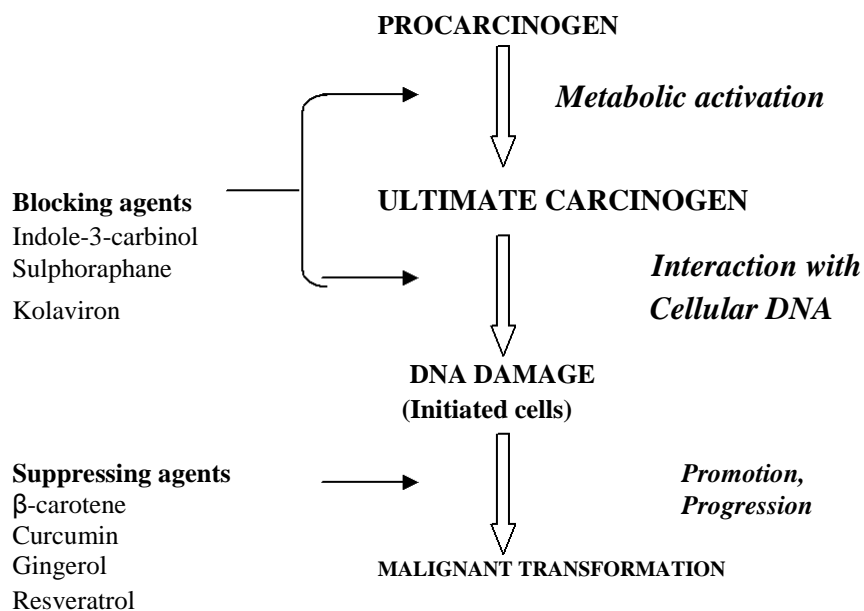 PROCARCINOGEN
Metabolic activation
ULTIMATE CARCINOGEN
Blocking agents
Indole-3-carbinol
Sulphoraphane
Kolaviron
Interaction with
Cellular DNA
DNA DAMAGE
(Initiated cells)
Suppressing agents
β-carotene
Curcumin
Gingerol
Resveratrol
Promotion,
Progression
MALIGNANT TRANSFORMATION